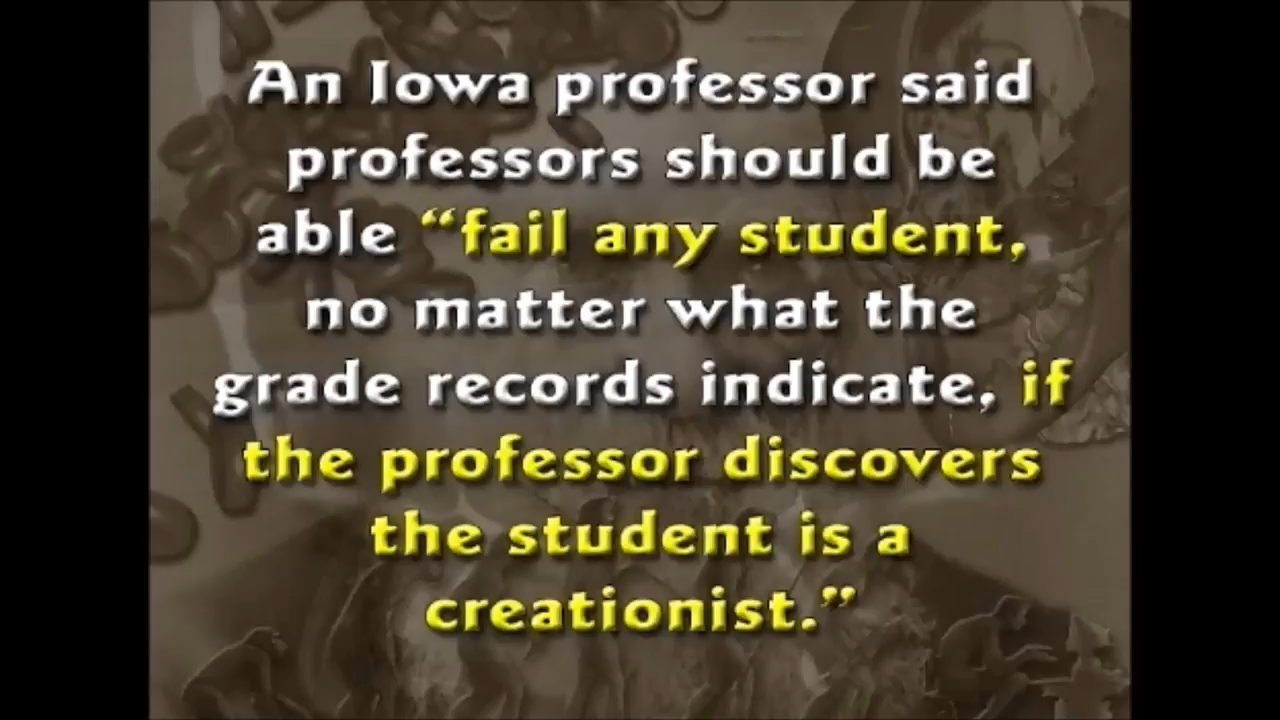 An Iowa professor said
professors should be
able “fail any student,
no matter what the
grade records indicate, if
the professor discovers
the student is a
creationist.”